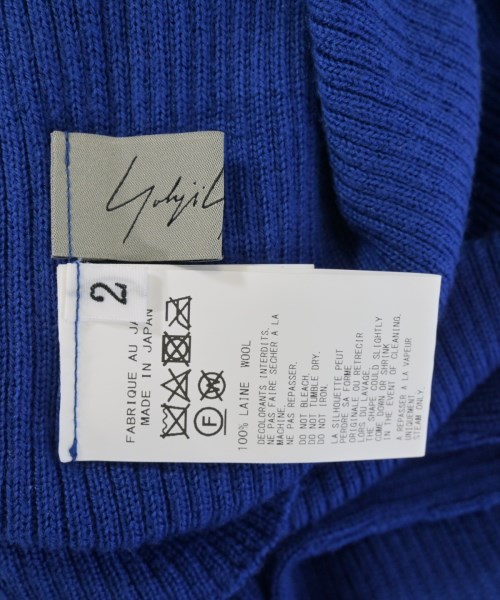 Yohji
2
FABRIQUE AU
MADE IN JAPAN
F
100% LAINE WOOL
DECOLORANTS INTERDITS.
NE PAS FAIRE SECHER A LA
MACHINE.
NE PAS REPASSER.
DO NOT BLEACH.
DO NOT TUMBLE DRY.
DO NOT IRON.
LA SILHOUETTE PEUT
PERDRE SA FORME
ORIGINALE OU RETRECIR
LORS DU LAVAGE.
THE SHAPE COULD SLIGHTLY
COME DOWN OR SHRINK
IN THE EVENT OF CLEANING.
A REPASSER A LA VAPEUR
UNIQUEMENT
STEAM ONLY